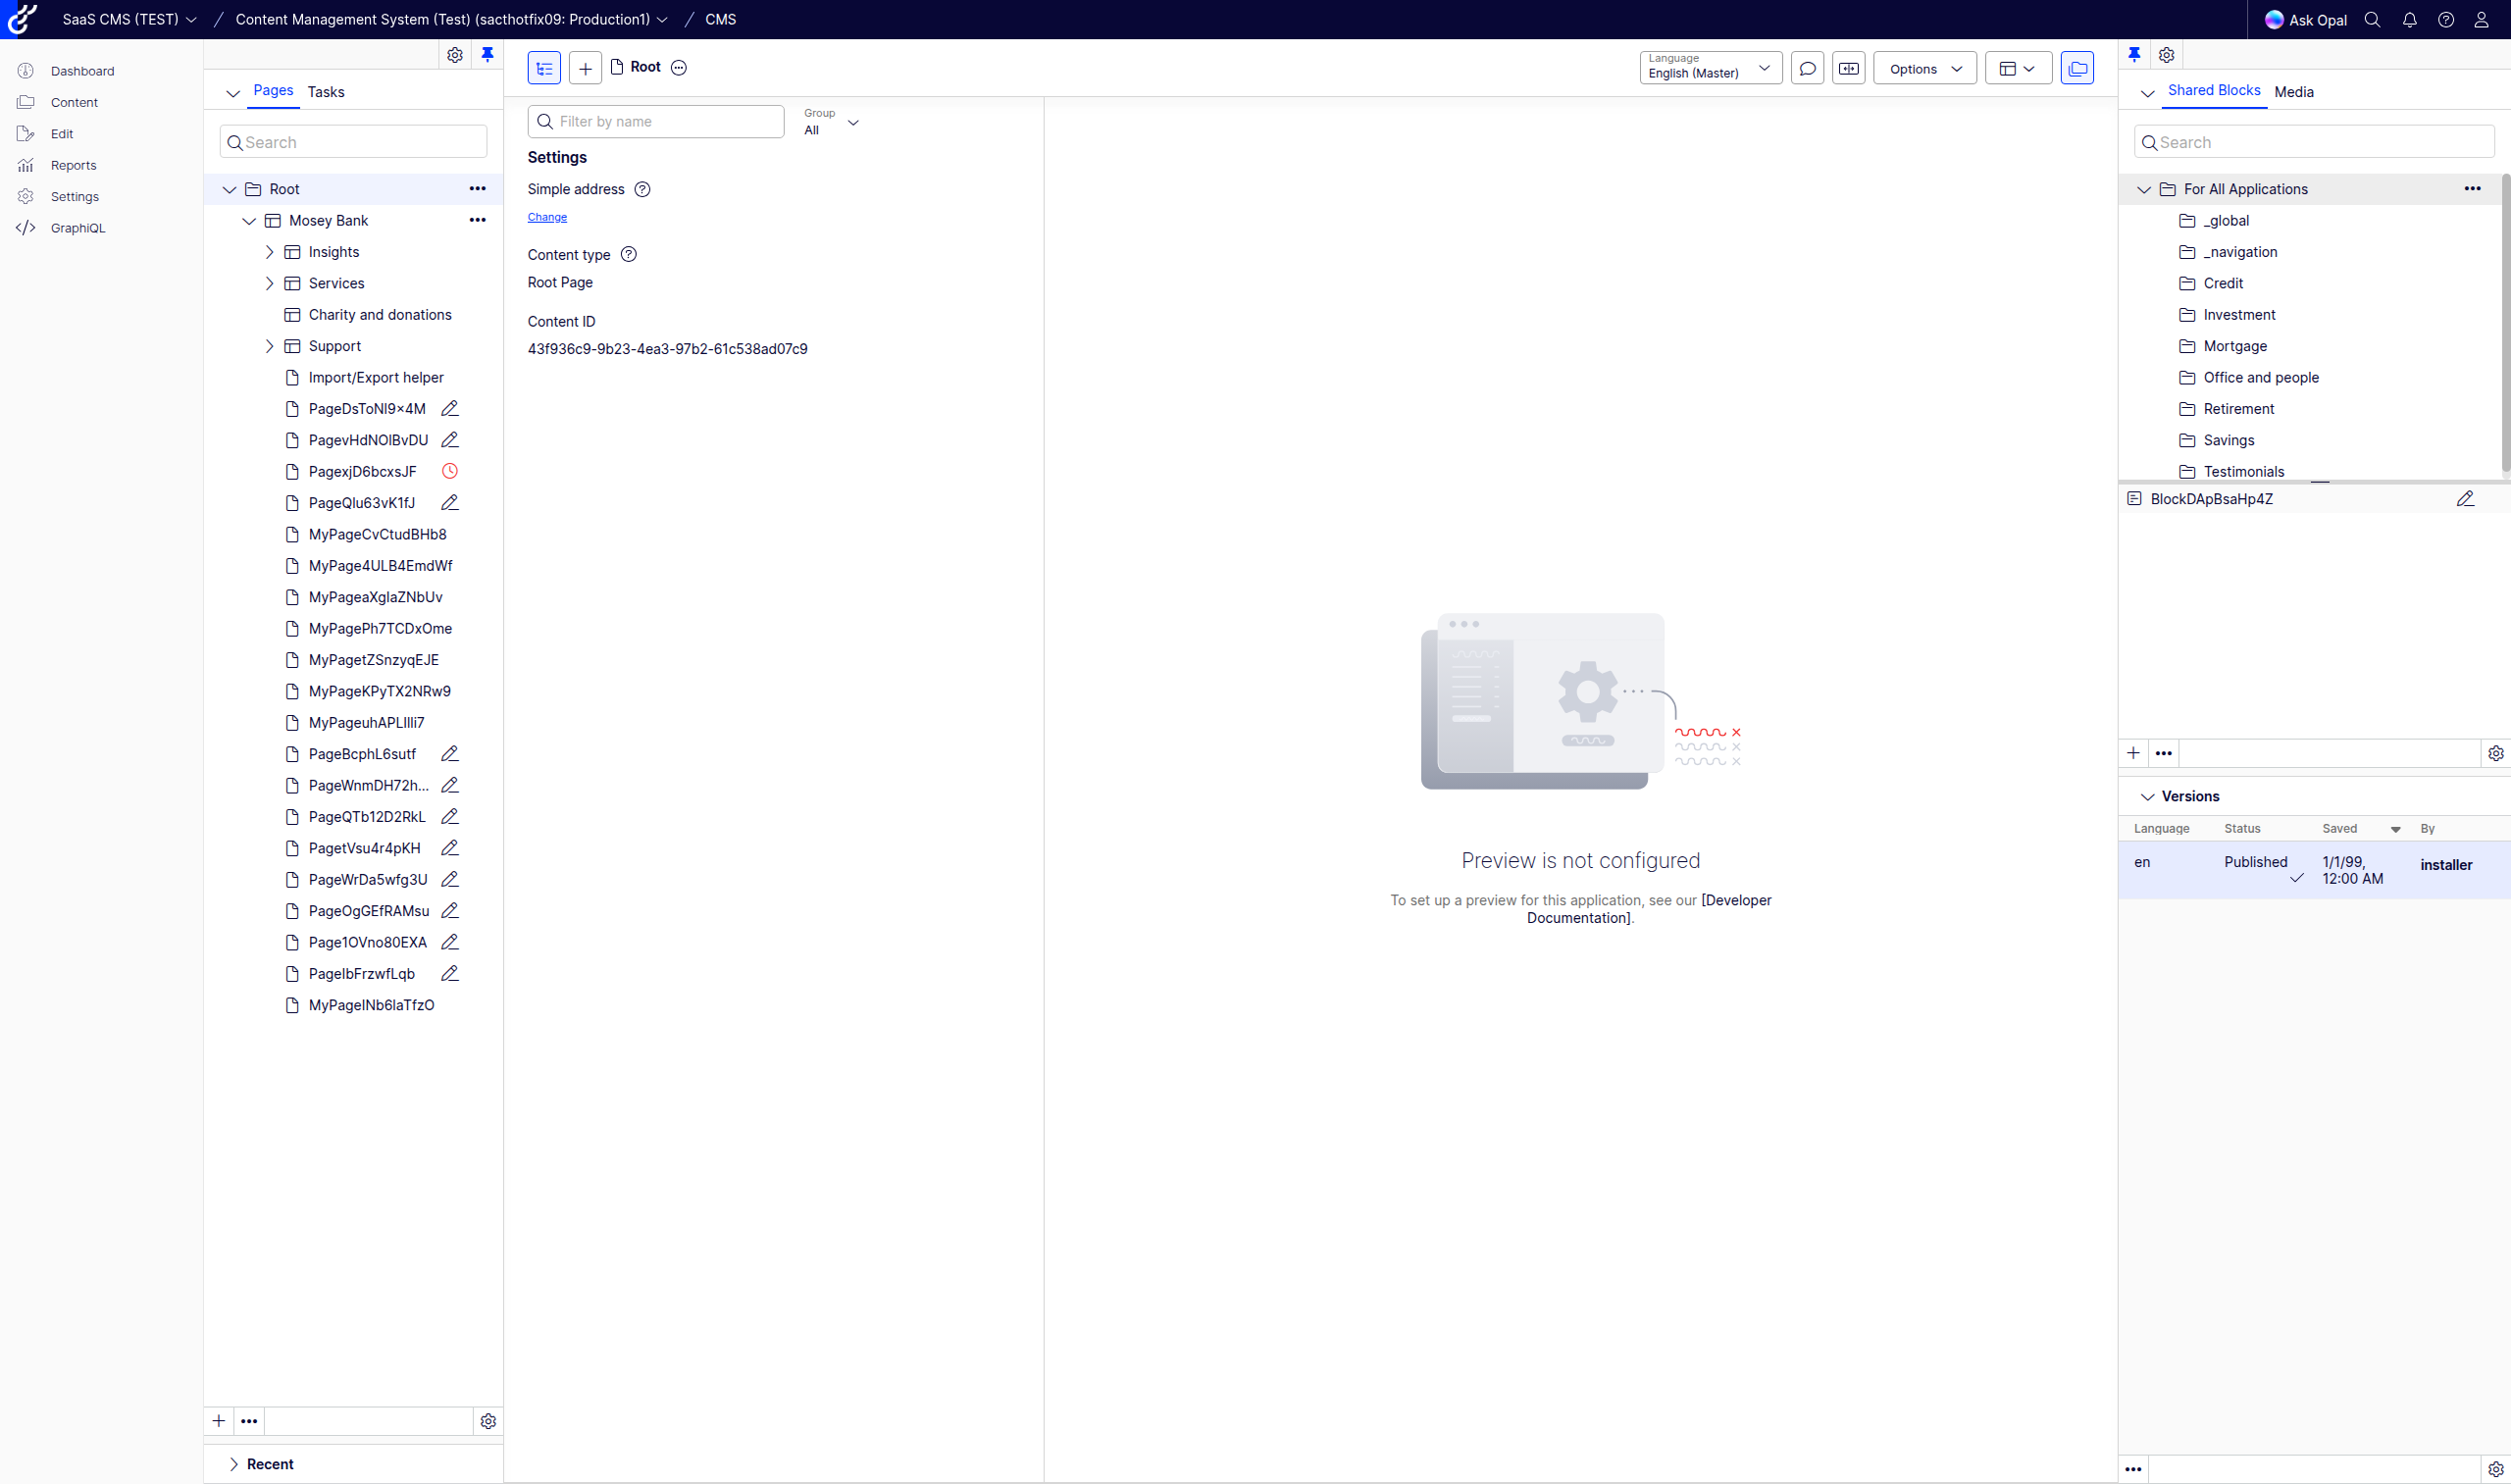 SaaS CMS (TEST) / Content Management System (Test) (sacthotfix09: Production1) / CMS
Ask Opal
Dashboard
Content
Edit
Reports
Settings
GraphiQL
Pages Tasks
Search
Root
Mosey Bank
Insights
Services
Charity and donations
Support
Import/Export helper
PageDsToNl9×4M
PagevHdNOlBvDU
PagexjD6bcxsJF
PageQlu63vK1fJ
MyPageCvCtudBHb8
MyPage4ULB4EmdWf
MyPageaXglaZNbUv
MyPagePh7TCDxOme
MyPagetZSnzyqEJE
MyPageKPyTX2NRw9
MyPageuhAPLIlli7
PageBcphL6sutf
PageWnmDH72h...
PageQTb12D2RkL
PagetVsu4r4pKH
PageWrDa5wfg3U
PageOgGEfRAMsu
Page1OVno80EXA
PageIbFrzwfLqb
MyPageINb6laTfzO
Recent
Root
Language
English (Master)
Options
Filter by name
Group
All
Settings
Simple address
Change
Content type
Root Page
Content ID
43f936c9-9b23-4ea3-97b2-61c538ad07c9
Preview is not configured
To set up a preview for this application, see our [Developer
Documentation].
Shared Blocks Media
Search
For All Applications
_global
_navigation
Credit
Investment
Mortgage
Office and people
Retirement
Savings
Testimonials
BlockDApBsaHp4Z
Versions
Language Status Saved By
en Published 1/1/99, 12:00 AM installer